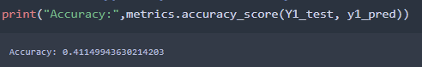 print("Accuracy:",metrics.accuracy_score(Y1_test, y1_pred))
Accuracy: 0.41149943630214203